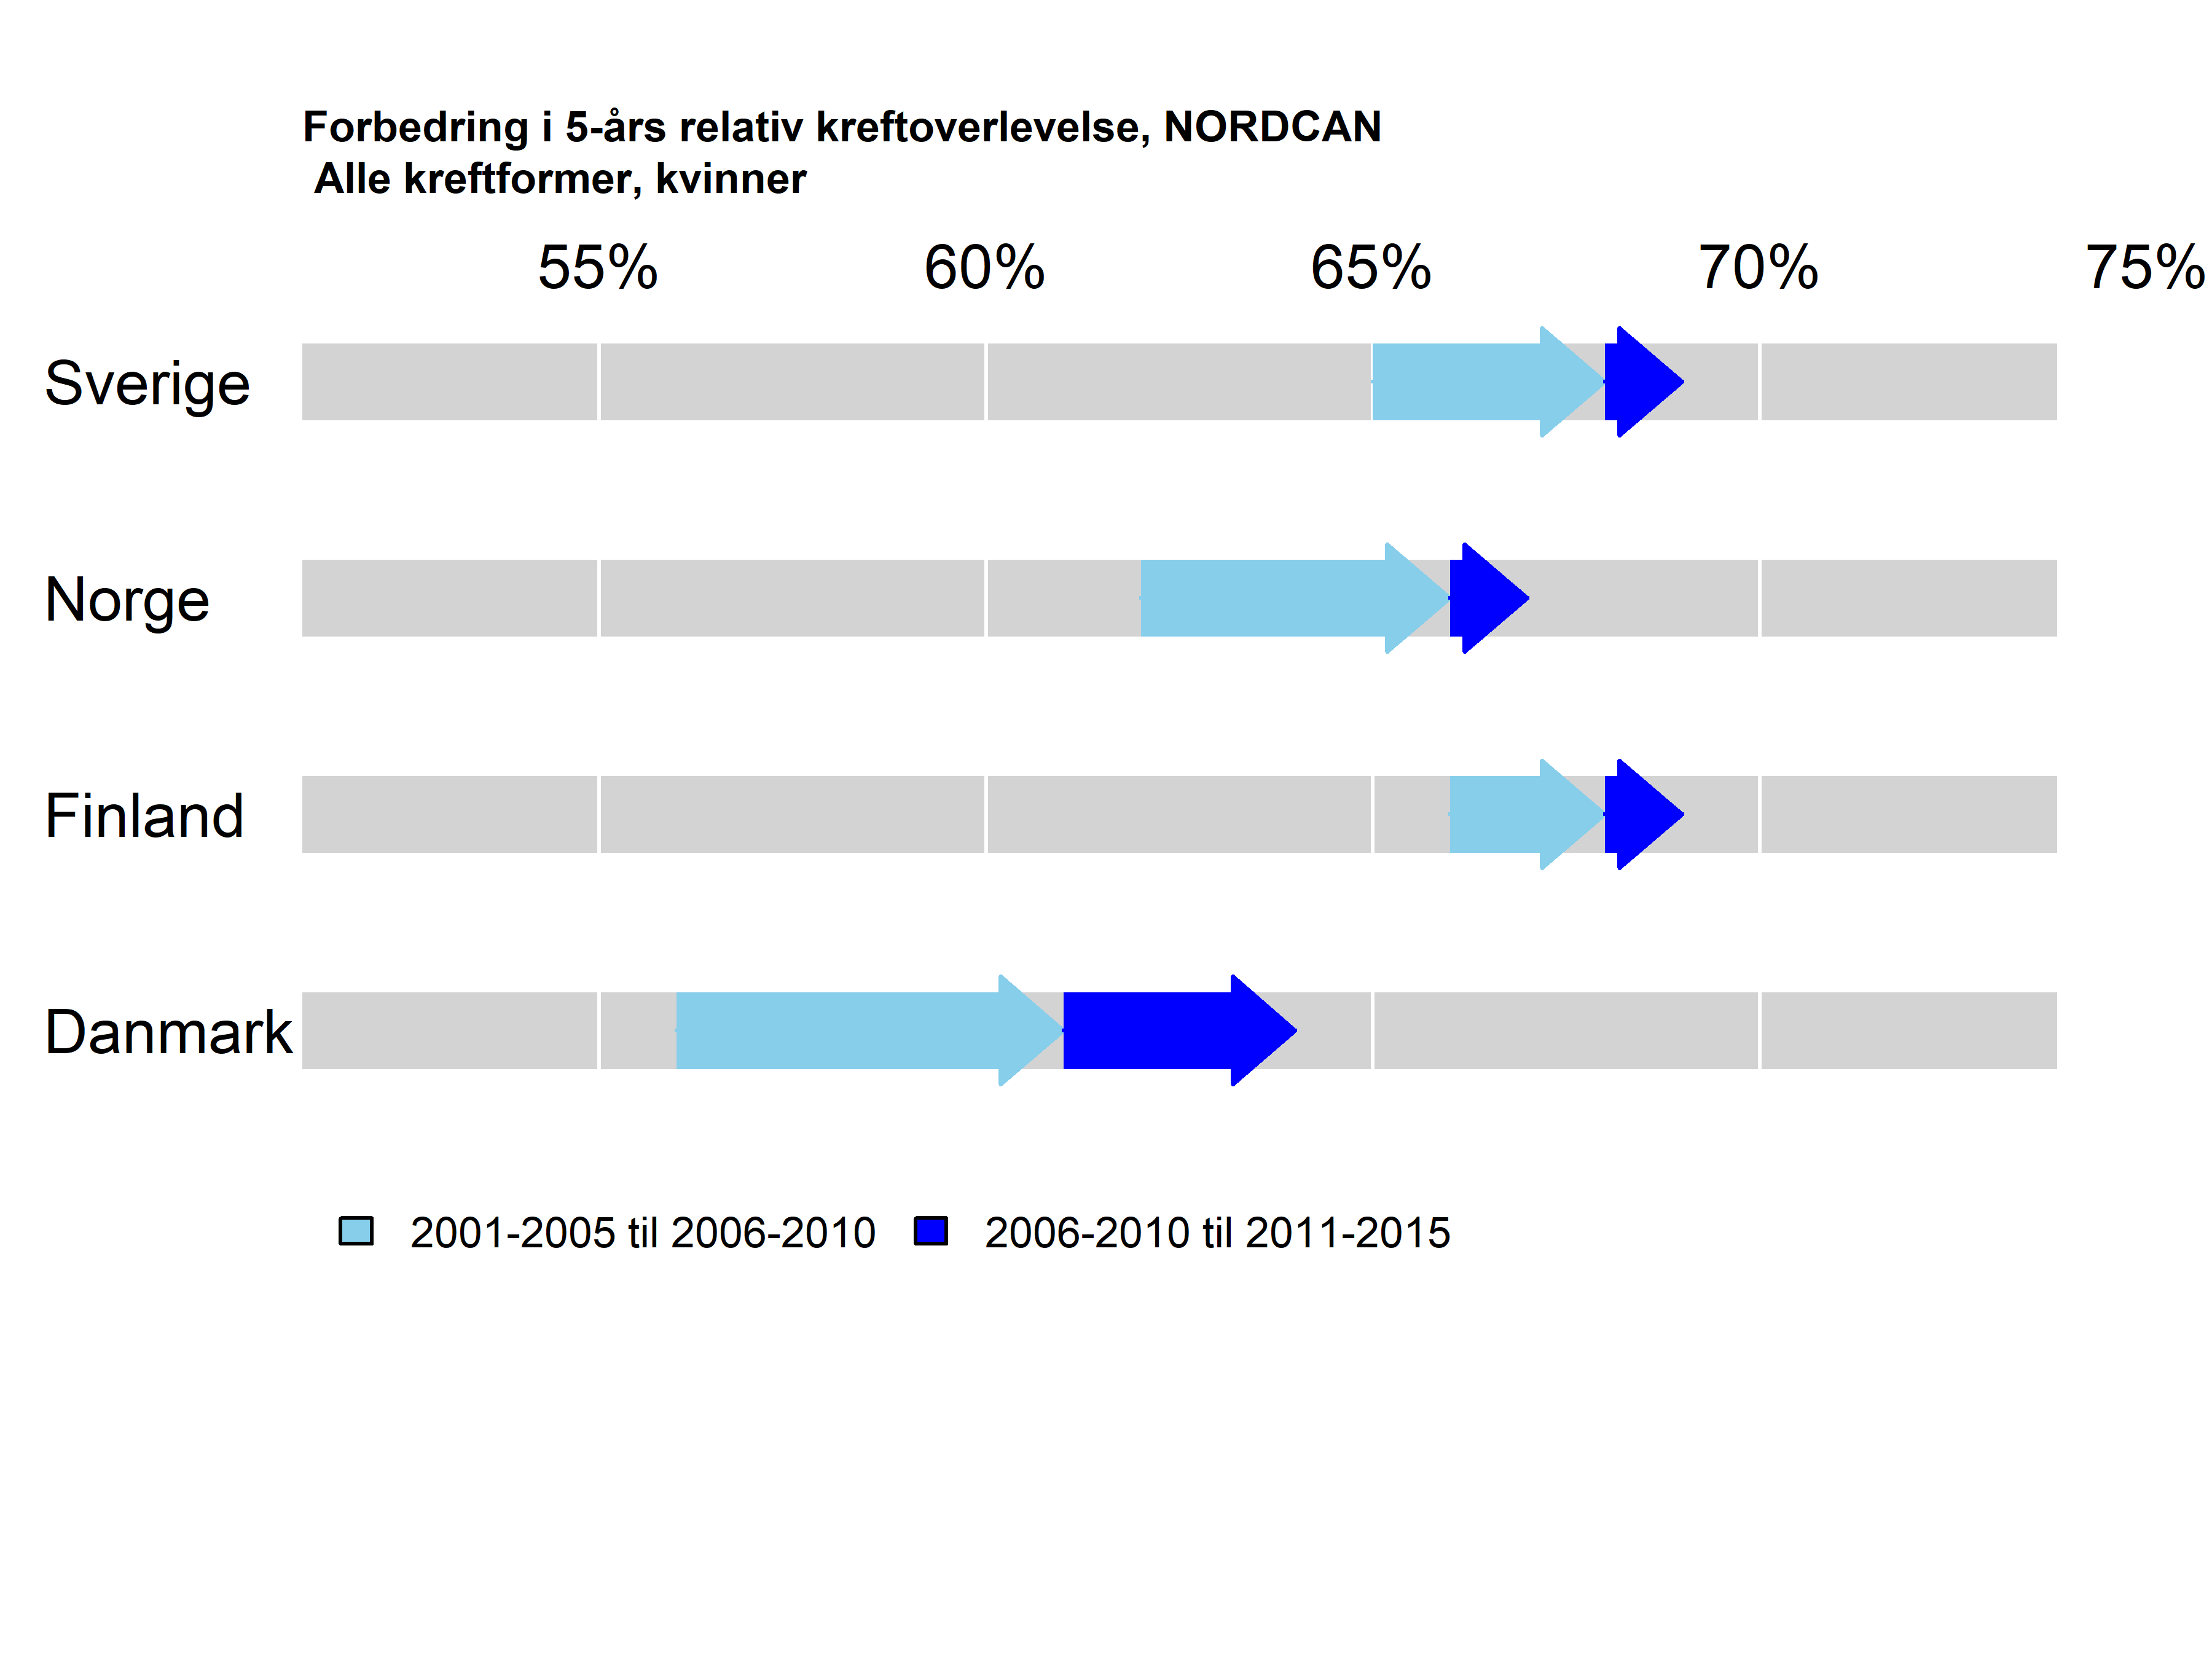 Forbedring i 5-års relativ kreftoverlevelse, NORDCAN
Alle kreftformer, kvinner
55% 60% 65% 70% 75%
Sverige
Norge
Finland
Danmark
2001-2005 til 2006-2010 2006-2010 til 2011-2015